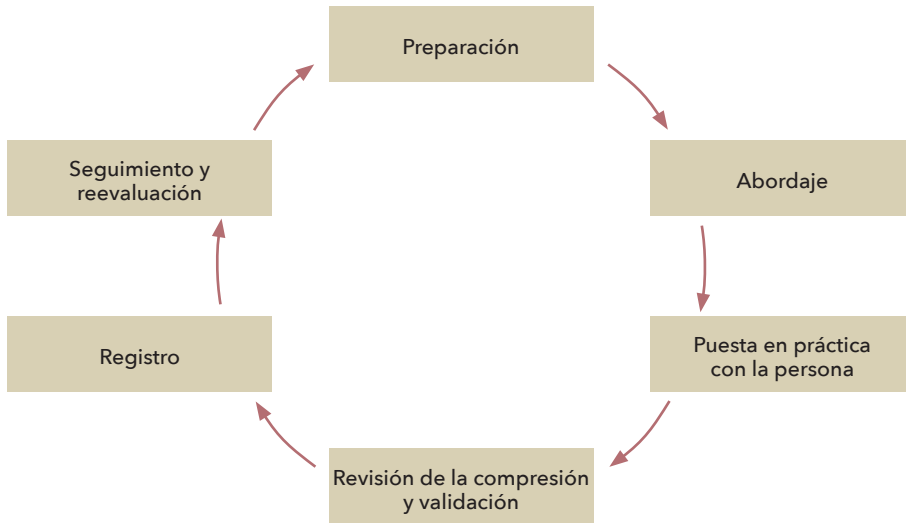 Preparación
Abordaje
Puesta en práctica
con la persona
Revisión de la compresión
y validación
Registro
Seguimiento y
reevaluación